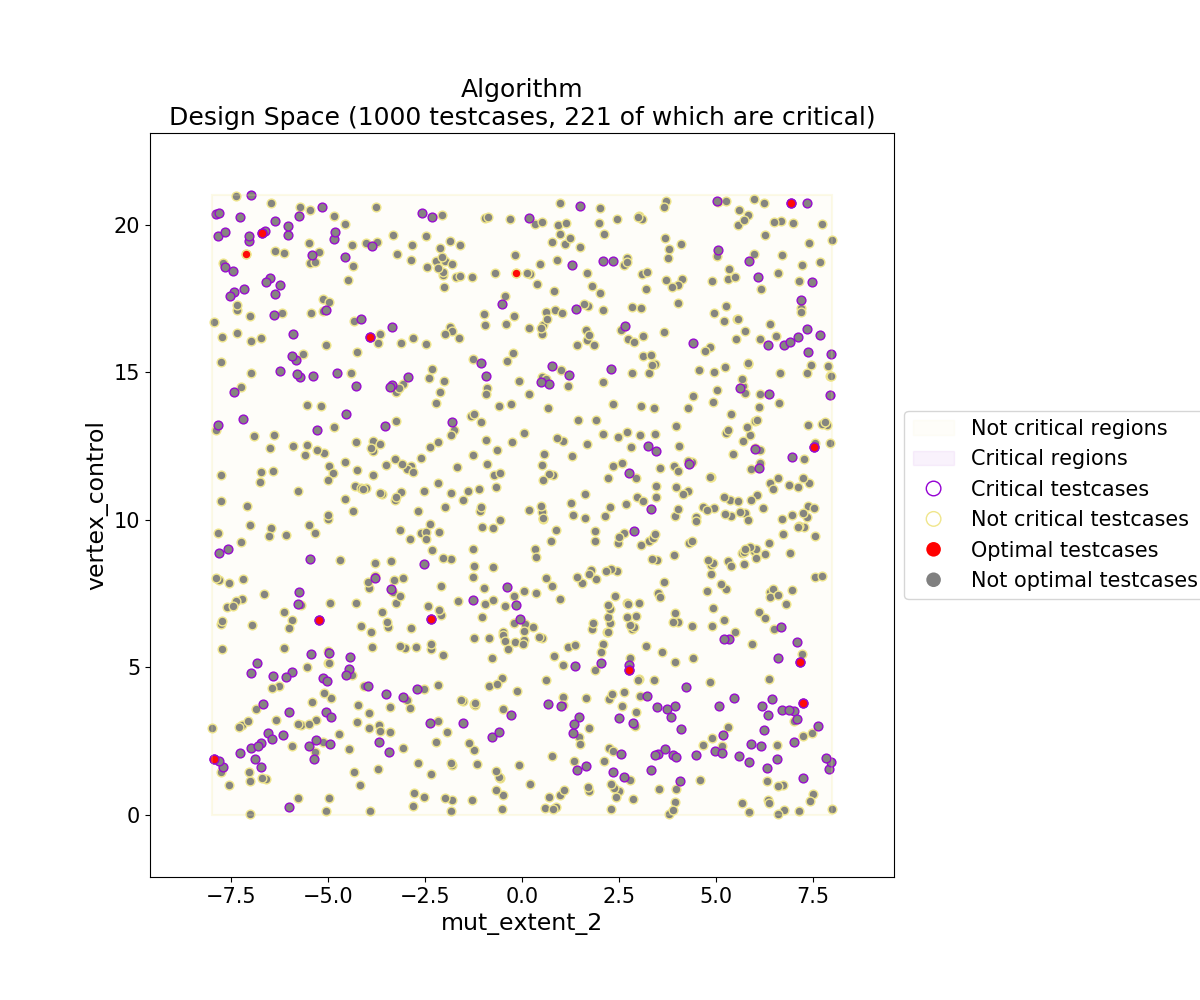 Algorithm
Design Space (1000 testcases, 221 of which are critical)
20
15
10
5
0
vertex_control
−7.5 −5.0 −2.5 0.0 2.5 5.0 7.5
mut_extent_2
Not critical regions
Critical regions
Critical testcases
Not critical testcases
Optimal testcases
Not optimal testcases